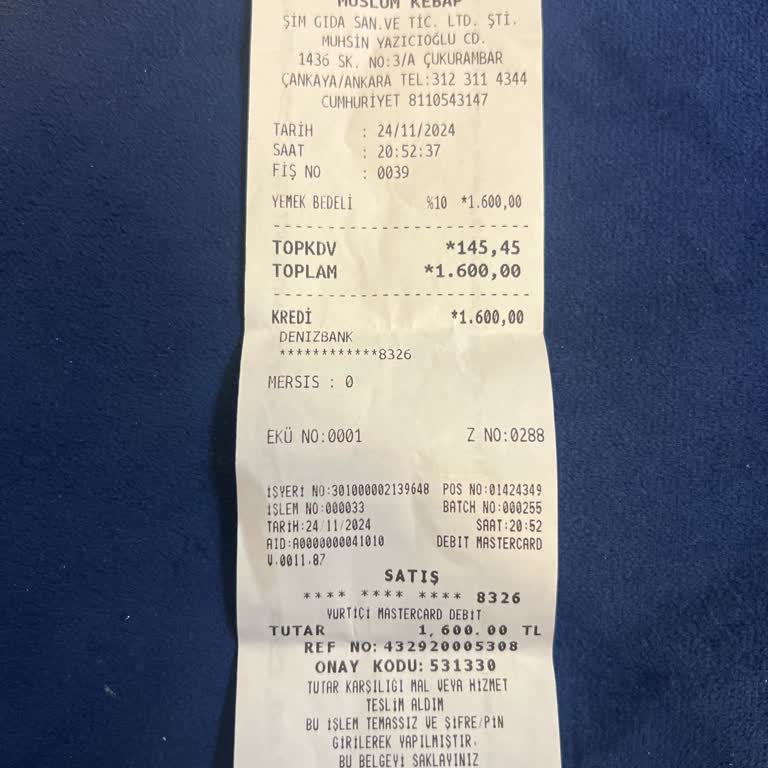 MÜSLÜM KEBAP
ŞİM GIDA SAN.VE TİC. LTD. ŞTİ.
MUHSİN YAZICIOĞLU CD.
1436 SK. NO:3/A ÇUKURAMBAR
ÇANKAYA/ANKARA TEL:312 311 4344
CUMHURİYET 8110543147
TARİH : 24/11/2024
SAAT : 20:52:37
FİŞ NO : 0039
YEMEK BEDELİ %10 *1.600,00
TOPKDV *145,45
TOPLAM *1.600,00
KREDİ *1.600,00
DENIZBANK
************8326
MERSIS : 0
EKÜ NO:0001 Z NO:0288
İŞYERİ NO:301000002139648 POS NO:01424349
İŞLEM NO:000033 BATCH NO:000255
TARİH:24/11/2024 SAAT:20:52
AID:A0000000041010 DEBIT MASTERCARD
V.0011.87
SATIŞ
**** **** **** 8326
YURTİÇİ MASTERCARD DEBİT
TUTAR 1,600.00 TL
REF NO: 432920005308
ONAY KODU: 531330
TUTAR KARŞILIĞI MAL VEYA HİZMET
TESLİM ALDIM
BU İŞLEM TEMASSIZ VE ŞİFRE/PİN
GİRİLEREK YAPILMIŞTIR.
BU BELGEYİ SAKLAYINIZ